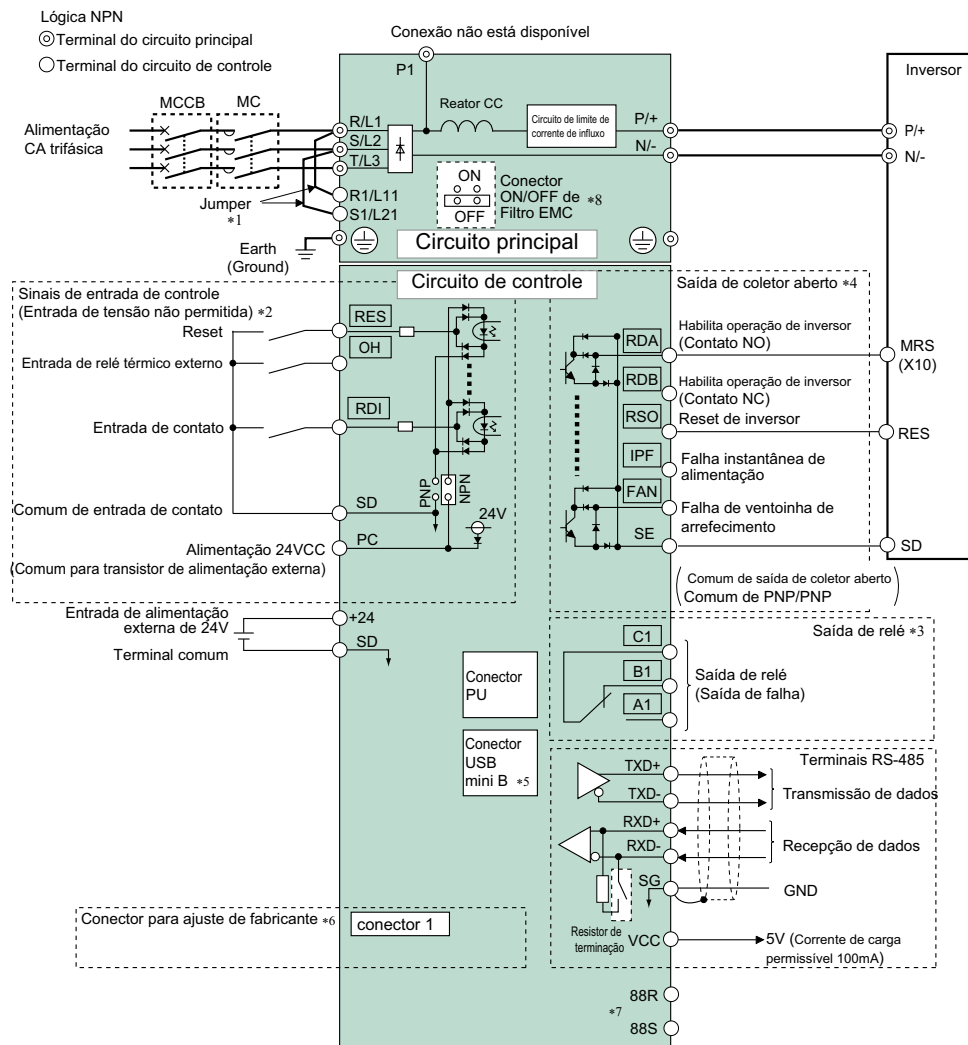 Lógica NPN
Terminal do circuito principal
Terminal do circuito de controle
Conexão não está disponível
P1
Inversor
MCCB
MC
Alimentação
CA trifásica
R/L1
S/L2
T/L3
Reator CC
Circuito de limite de
corrente de influxo
P/+
N/-
P/+
N/-
R1/L11
S1/L21
Jumper
*1
ON
OFF
Conector
ON/OFF de *8
Filtro EMC
Earth
(Ground)
Circuito principal
Circuito de controle
Sinais de entrada de controle
(Entrada de tensão não permitida) *2
Reset
RES
OH
Entrada de relé térmico externo
RDI
Entrada de contato
Comum de entrada de contato
SD
PNP
NPN
24V
PC
Alimentação 24VCC
(Comum para transistor de alimentação externa)
Saída de coletor aberto *4
RDA
Habilita operação de inversor
(Contato NO)
MRS
(X10)
RDB
Habilita operação de inversor
(Contato NC)
RSO
Reset de inversor
RES
IPF
Falha instantânea de
alimentação
FAN
Falha de ventoinha de
arrefecimento
SE
SD
Comum de saída de coletor aberto
Comum de PNP/PNP
Entrada de alimentação
externa de 24V
+24
SD
Terminal comum
Saída de relé *3
C1
B1
A1
Saída de relé
(Saída de falha)
Conector
PU
Conector
USB
mini B *5
Terminais RS-485
TXD+
TXD-
Transmissão de dados
RXD+
RXD-
Recepção de dados
SG
GND
Resistor de
terminação
VCC
5V (Corrente de carga
permissível 100mA)
Conector para ajuste de fabricante *6
conector 1
88R
*7
88S